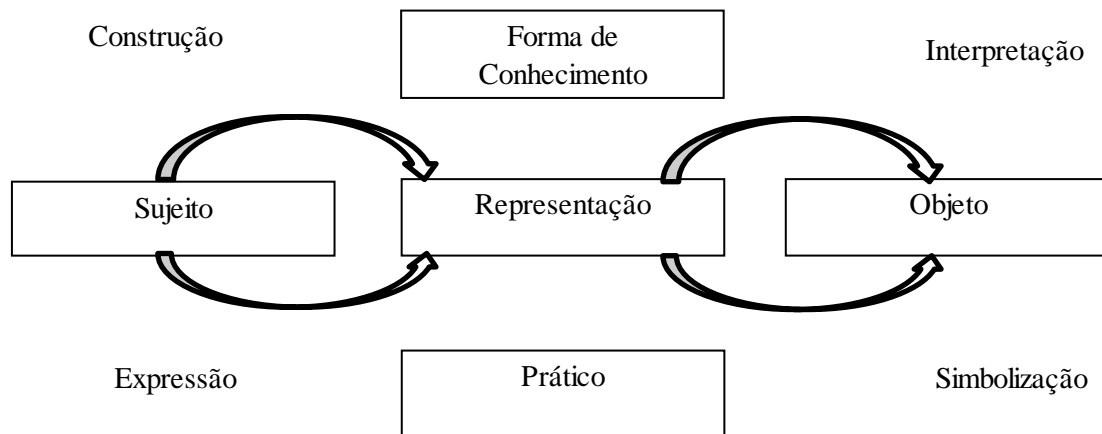 Construção
Forma de
Conhecimento
Interpretação
Sujeito
Representação
Objeto
Expressão
Prático
Simbolização